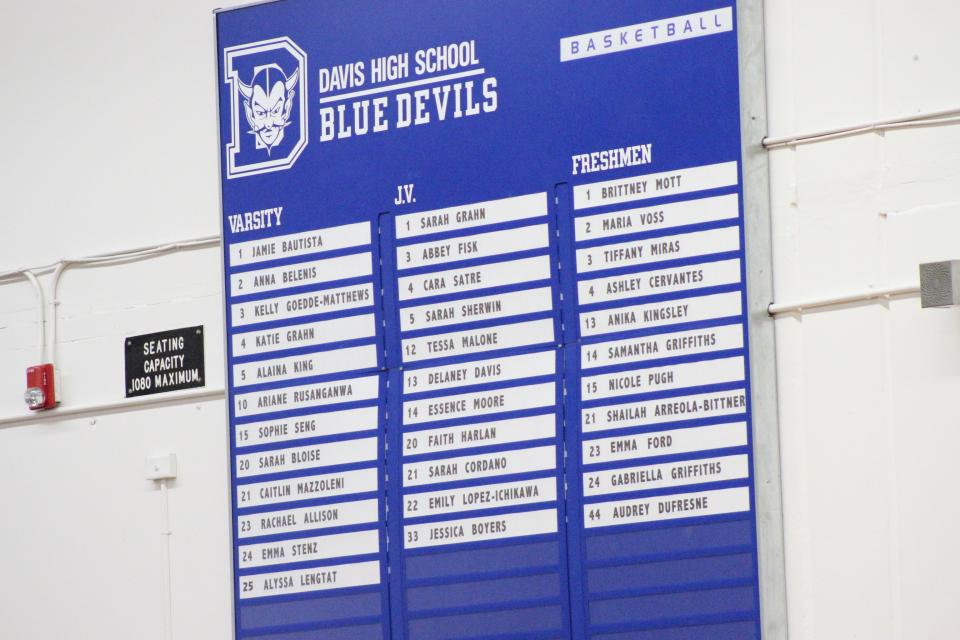 BASKETBALL
DAVIS HIGH SCHOOL
BLUE DEVILS
D
VARSITY
1 JAMIE BAUTISTA
2 ANNA BELENIS
3 KELLY GOEDDE-MATTHEWS
4 KATIE GRAHN
5 ALAINA KING
10 ARIANE RUSANGANWA
15 SOPHIE SENG
20 SARAH BLOISE
21 CAITLIN MAZZOLENI
23 RACHAEL ALLISON
24 EMMA STENZ
25 ALYSSA LENGTAT
J.V.
1 SARAH GRAHN
3 ABBEY FISK
4 CARA SATRE
5 SARAH SHERWIN
12 TESSA MALONE
13 DELANEY DAVIS
14 ESSENCE MOORE
20 FAITH HARLAN
21 SARAH CORDANO
22 EMILY LOPEZ-ICHIKAWA
33 JESSICA BOYERS
FRESHMEN
1 BRITTNEY MOTT
2 MARIA VOSS
3 TIFFANY MIRAS
4 ASHLEY CERVANTES
13 ANIKA KINGSLEY
14 SAMANTHA GRIFFITHS
15 NICOLE PUGH
21 SHAILAH ARREOLA-BITTNER
23 EMMA FORD
24 GABRIELLA GRIFFITHS
44 AUDREY DUFRESNE
SEATING
CAPACITY
1080 MAXIMUM